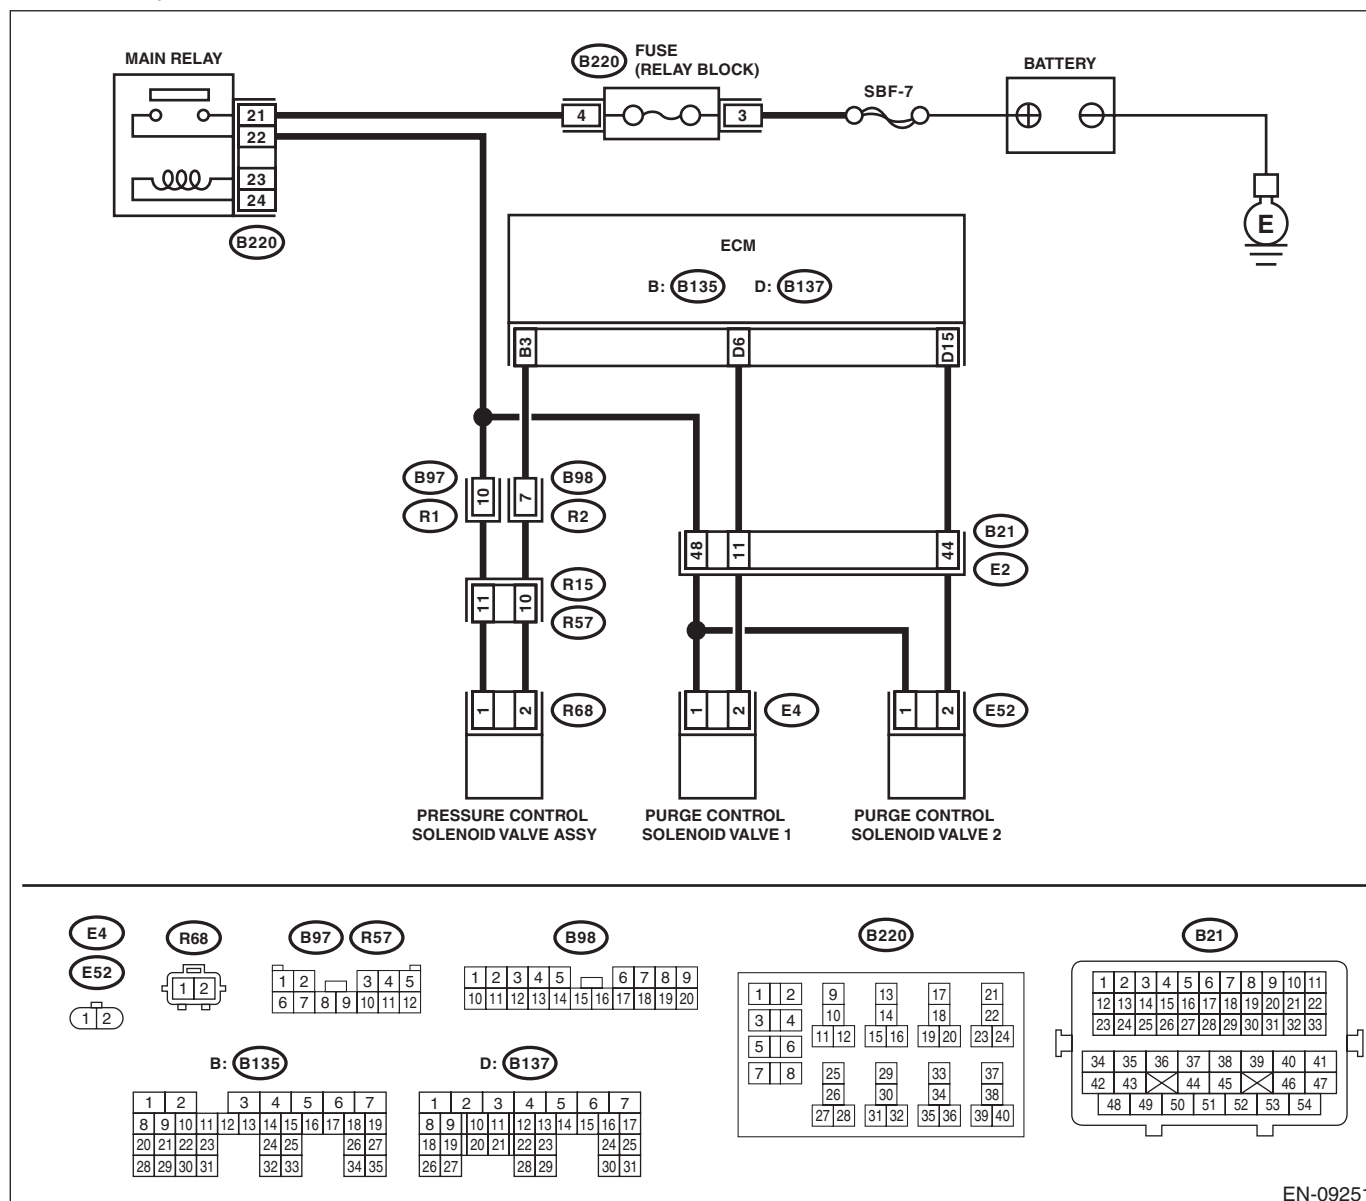 MAIN RELAY
B220
FUSE
(RELAY BLOCK)
BATTERY
SBF-7
21
4
3
22
23
24
E
B220
ECM
B: B135 D: B137
B3 D6 D15
B97 10 7 B98
R1 R2
48 11 44 B21
E2
11 10 R15
R57
1 2 R68
1 2 E4
1 2 E52
PRESSURE CONTROL
SOLENOID VALVE ASSY
PURGE CONTROL
SOLENOID VALVE 1
PURGE CONTROL
SOLENOID VALVE 2
E4
E52
1 2
R68
1 2
B97 R57
1 2 3 4 5
6 7 8 9 10 11 12
B98
1 2 3 4 5 6 7 8 9
10 11 12 13 14 15 16 17 18 19 20
B220
1 2 9 13 17 21
3 4 10 14 18 22
5 6 11 12 15 16 19 20 23 24
7 8 25 29 33 37
26 30 34 38
27 28 31 32 35 36 39 40
B21
1 2 3 4 5 6 7 8 9 10 11
12 13 14 15 16 17 18 19 20 21 22
23 24 25 26 27 28 29 30 31 32 33
34 35 36 37 38 39 40 41
42 43 44 45 46 47
48 49 50 51 52 53 54
B: B135
1 2 3 4 5 6 7
8 9 10 11 12 13 14 15 16 17 18 19
20 21 22 23 24 25 26 27
28 29 30 31 32 33 34 35
D: B137
1 2 3 4 5 6 7
8 9 10 11 12 13 14 15 16 17
18 19 20 21 22 23 24 25
26 27 28 29 30 31
EN-09251